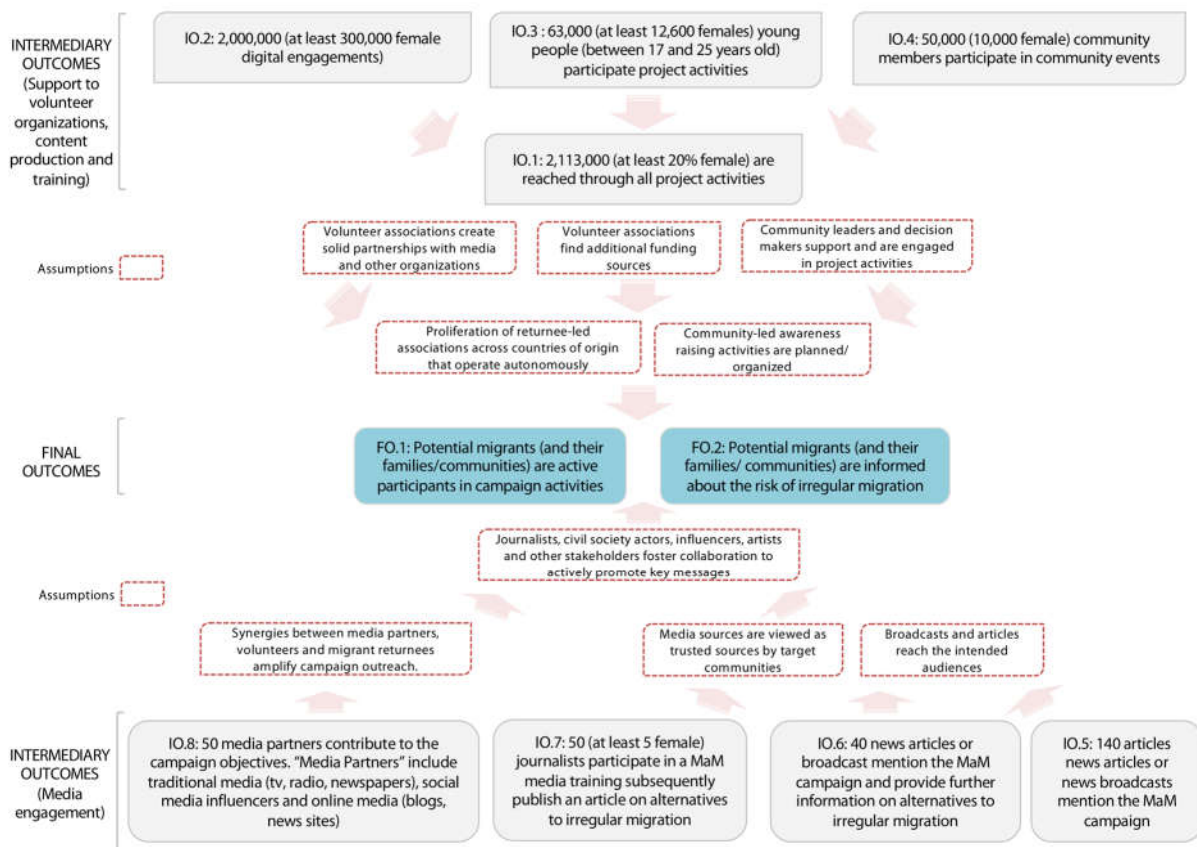 INTERMEDIARY
OUTCOMES
(Support to
volunteer
organizations,
content
production and
training)
IO.2: 2,000,000 (at least 300,000 female
digital engagements)
IO.3 : 63,000 (at least 12,600 females) young
people (between 17 and 25 years old)
participate project activities
IO.4: 50,000 (10,000 female) community
members participate in community events
IO.1: 2,113,000 (at least 20% female) are
reached through all project activities
Assumptions
Volunteer associations create
solid partnerships with media
and other organizations
Volunteer associations
find additional funding
sources
Community leaders and decision
makers support and are engaged
in project activities
Proliferation of returnee-led
associations across countries of origin
that operate autonomously
Community-led awareness
raising activities are planned/
organized
FINAL
OUTCOMES
FO.1: Potential migrants (and their
families/communities) are active
participants in campaign activities
FO.2: Potential migrants (and their
families/ communities) are informed
about the risk of irregular migration
Journalists, civil society actors, influencers, artists
and other stakeholders foster collaboration to
actively promote key messages
Assumptions
Synergies between media partners,
volunteers and migrant returnees
amplify campaign outreach.
Media sources are viewed as
trusted sources by target
communities
Broadcasts and articles
reach the intended
audiences
INTERMEDIARY
OUTCOMES
(Media
engagement)
IO.8: 50 media partners contribute to the
campaign objectives. "Media Partners" include
traditional media (tv, radio, newspapers), social
media influencers and online media (blogs,
news sites)
IO.7: 50 (at least 5 female)
journalists participate in a MaM
media training subsequently
publish an article on alternatives
to irregular migration
IO.6: 40 news articles or
broadcast mention the MaM
campaign and provide further
information on alternatives to
irregular migration
IO.5: 140 articles
news articles or
news broadcasts
mention the MaM
campaign